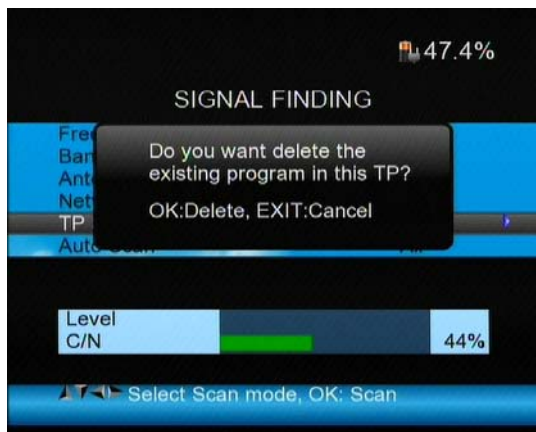 47.4%
SIGNAL FINDING
Do you want delete the
existing program in this TP?
OK:Delete, EXIT:Cancel
TP
Level
C/N 44%
Select Scan mode, OK: Scan